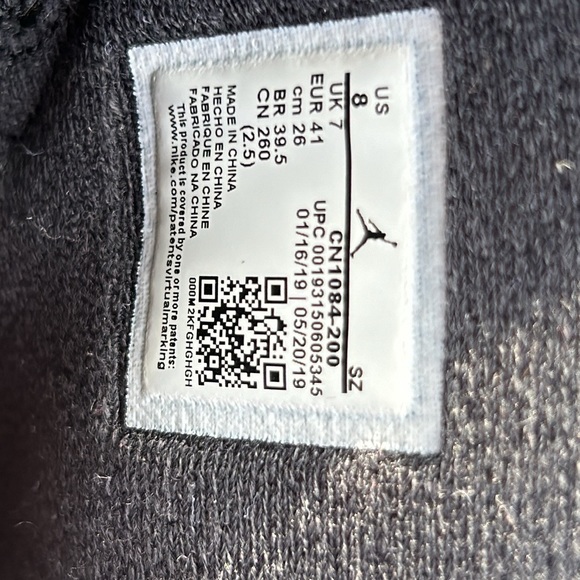 US
8 SZ
UK 7 CN1084-200
EUR 41 UPC 00193150605345
cm 26 01/16/19 | 05/20/19
BR 39.5
CN 260
(2.5)
MADE IN CHINA
HECHO EN CHINA
FABRIQUE EN CHINE
FABRICADO NA CHINA
000M2KFGHGHGH
This product is covered by one or more patents:
www.nike.com/patentsvirtualmarking